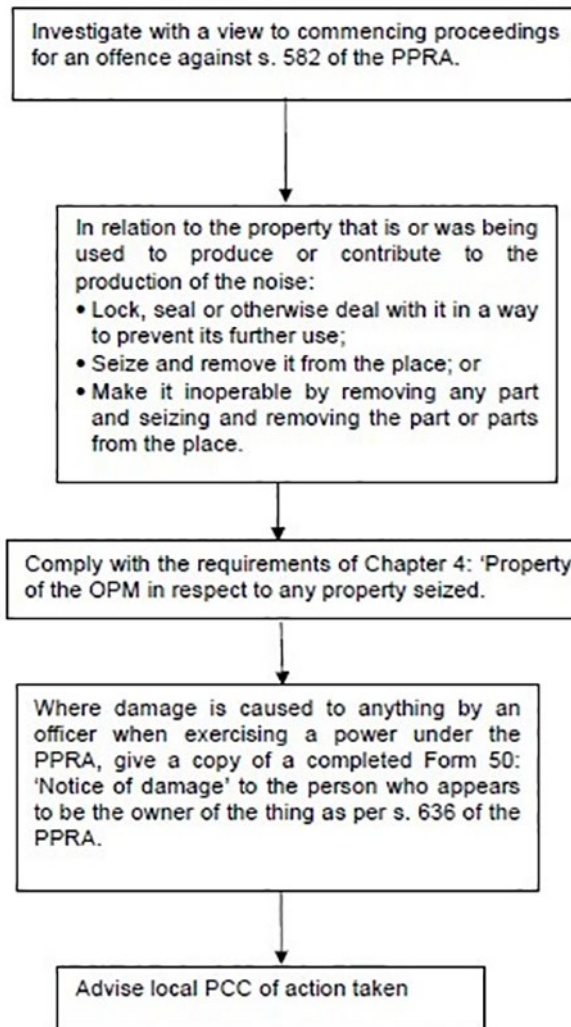 Investigate with a view to commencing proceedings
for an offence against s. 582 of the PPRA.
In relation to the property that is or was being
used to produce or contribute to the
production of the noise:
• Lock, seal or otherwise deal with it in a way
to prevent its further use;
• Seize and remove it from the place; or
• Make it inoperable by removing any part
and seizing and removing the part or parts
from the place.
Comply with the requirements of Chapter 4: ‘Property
of the OPM in respect to any property seized.
Where damage is caused to anything by an
officer when exercising a power under the
PPRA, give a copy of a completed Form 50:
‘Notice of damage’ to the person who appears
to be the owner of the thing as per s. 636 of the
PPRA.
Advise local PCC of action taken